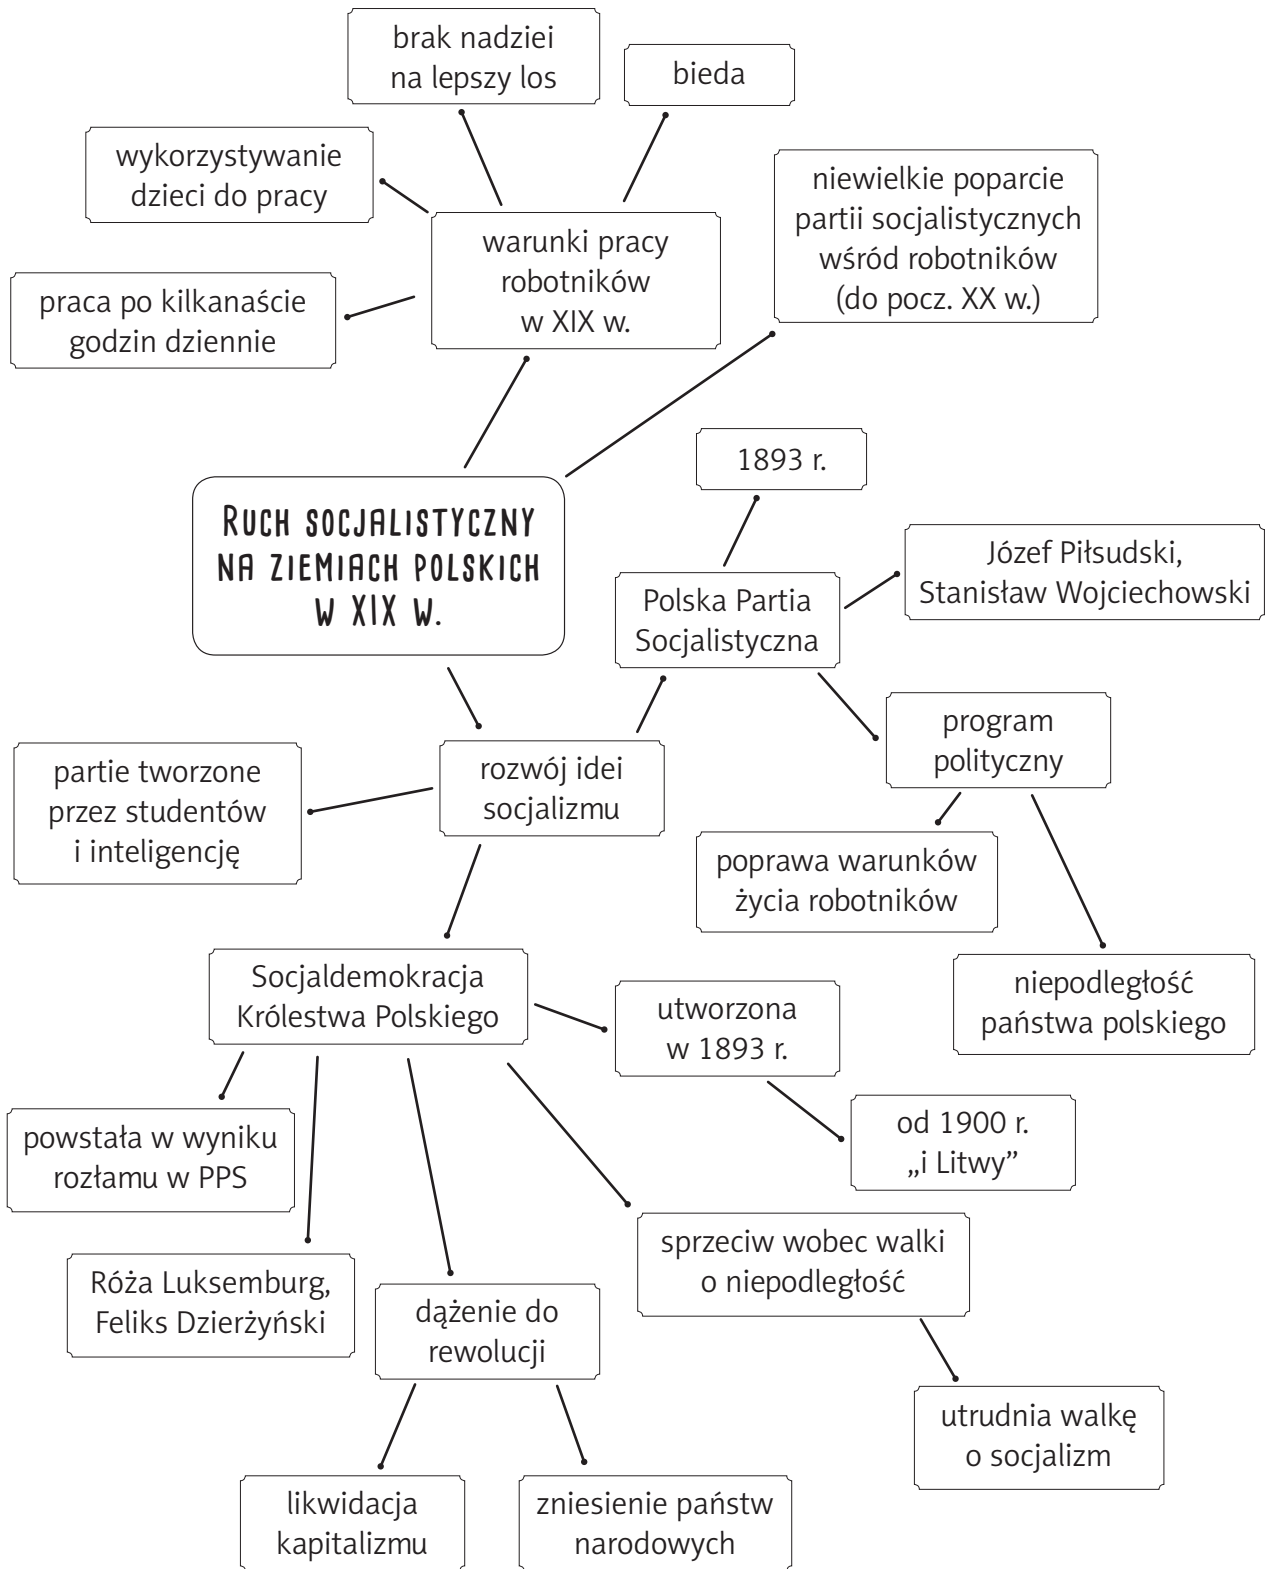 brak nadziei
na lepszy los
bieda
wykorzystywanie
dzieci do pracy
niewielkie poparcie
partii socjalistycznych
wśród robotników
(do pocz. XX w.)
warunki pracy
robotników
w XIX w.
praca po kilkanaście
godzin dziennie
1893 r.
RUCH SOCJALISTYCZNY
NA ZIEMIACH POLSKICH
W XIX W.
Józef Piłsudski,
Stanisław Wojciechowski
Polska Partia
Socjalistyczna
program
polityczny
partie tworzone
przez studentów
i inteligencję
rozwój idei
socjalizmu
poprawa warunków
życia robotników
Socjaldemokracja
Królestwa Polskiego
niepodległość
państwa polskiego
utworzona
w 1893 r.
od 1900 r.
„i Litwy”
powstała w wyniku
rozłamu w PPS
sprzeciw wobec walki
o niepodległość
Róża Luksemburg,
Feliks Dzierżyński
dążenie do
rewolucji
utrudnia walkę
o socjalizm
likwidacja
kapitalizmu
zniesienie państw
narodowych